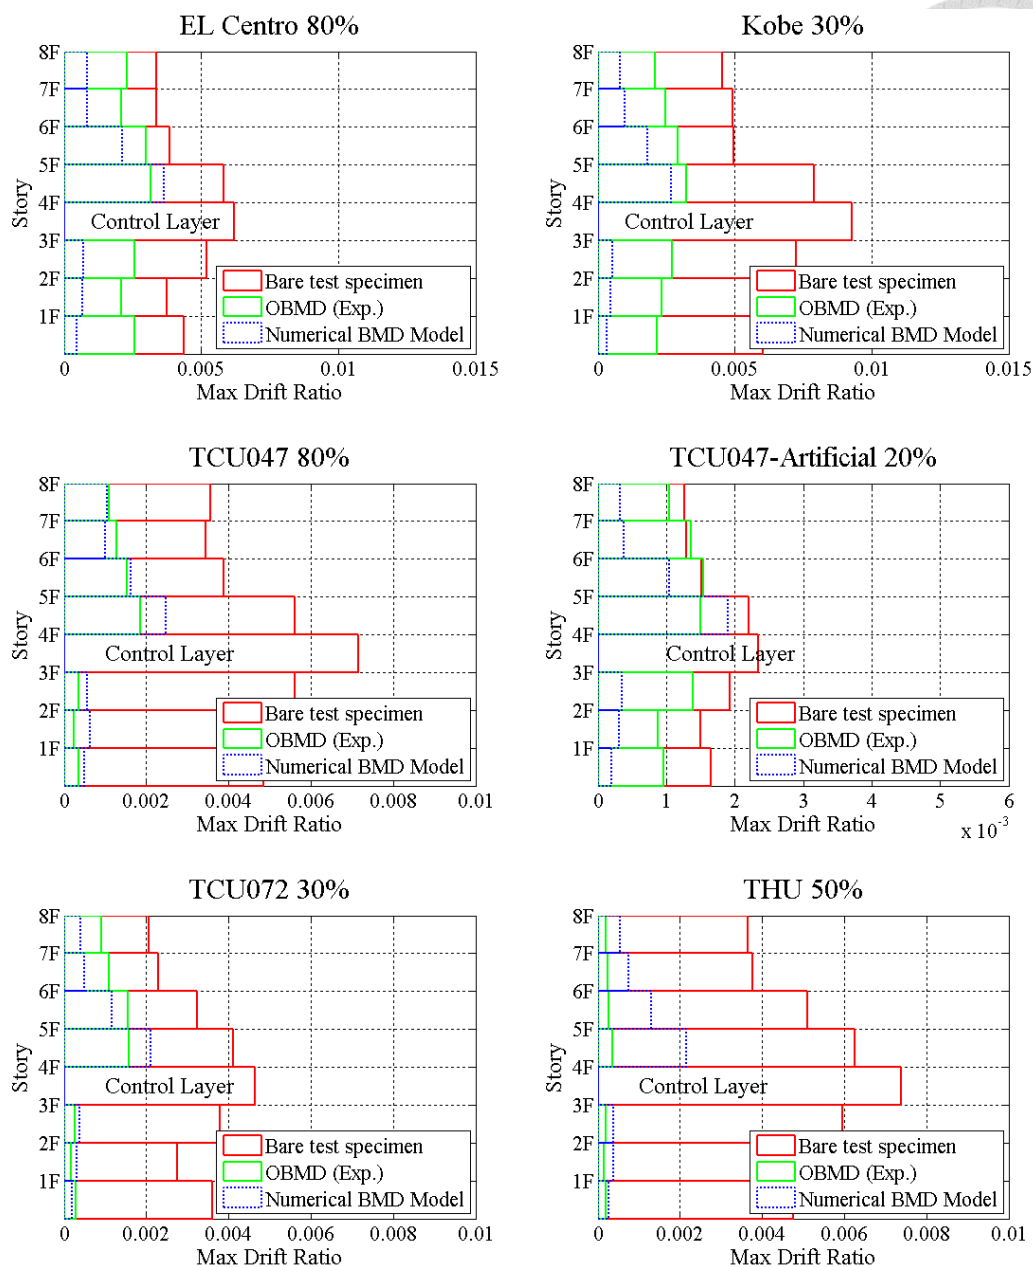 EL Centro 80%
8F
7F
6F
5F
4F
3F
2F
1F
Story
Control Layer
Bare test specimen
OBMD (Exp.)
Numerical BMD Model
0 0.005 0.01 0.015
Max Drift Ratio
Kobe 30%
8F
7F
6F
5F
4F
3F
2F
1F
Story
Control Layer
Bare test specimen
OBMD (Exp.)
Numerical BMD Model
0 0.005 0.01 0.015
Max Drift Ratio
TCU047 80%
8F
7F
6F
5F
4F
3F
2F
1F
Story
Control Layer
Bare test specimen
OBMD (Exp.)
Numerical BMD Model
0 0.002 0.004 0.006 0.008 0.01
Max Drift Ratio
TCU047-Artificial 20%
8F
7F
6F
5F
4F
3F
2F
1F
Story
Control Layer
Bare test specimen
OBMD (Exp.)
Numerical BMD Model
0 1 2 3 4 5 6
Max Drift Ratio
x 10-3
TCU072 30%
8F
7F
6F
5F
4F
3F
2F
1F
Story
Control Layer
Bare test specimen
OBMD (Exp.)
Numerical BMD Model
0 0.002 0.004 0.006 0.008 0.01
Max Drift Ratio
THU 50%
8F
7F
6F
5F
4F
3F
2F
1F
Story
Control Layer
Bare test specimen
OBMD (Exp.)
Numerical BMD Model
0 0.002 0.004 0.006 0.008 0.01
Max Drift Ratio